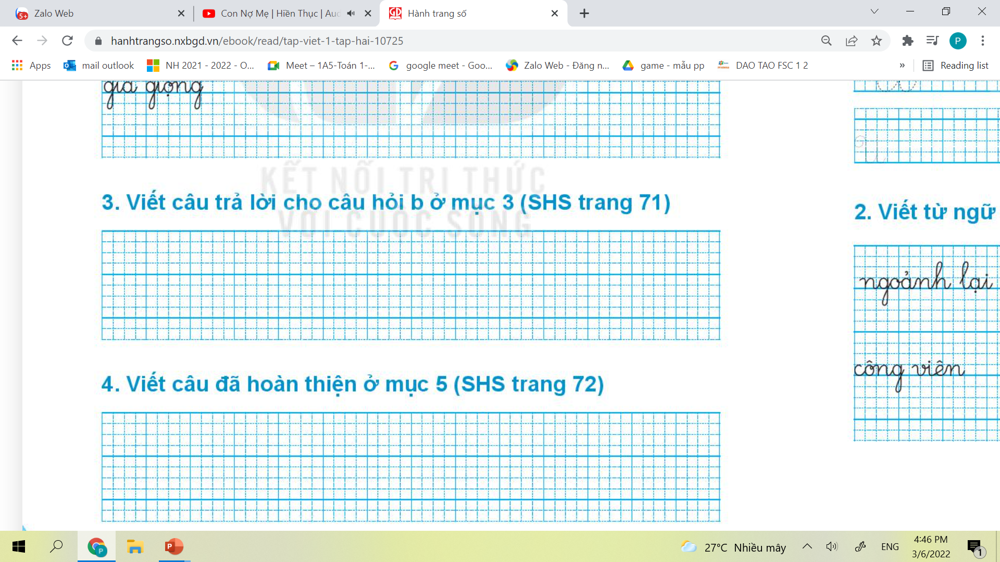 Zalo Web
Con Nợ Mẹ | Hiền Thục | Aud
Hành trang số
hanhtrangso.nxbgd.vn/ebook/read/tap-viet-1-tap-hai-10725
P
Apps
mail outlook
NH 2021 - 2022 - O...
Meet – 1A5-Toán 1-...
google meet - Goo...
Zalo Web - Đăng n...
game - mẫu pp
DAO TAO FSC 1 2
»
Reading list
giả giọng
KẾT NỐI TRI THỨC
VỚI CUỘC SỐNG
3. Viết câu trả lời cho câu hỏi b ở mục 3 (SHS trang 71)
4. Viết câu đã hoàn thiện ở mục 5 (SHS trang 72)
2. Viết từ ngữ
ngoảnh lại
công viên
27°C Nhiều mây
ENG
4:46 PM
3/6/2022
1